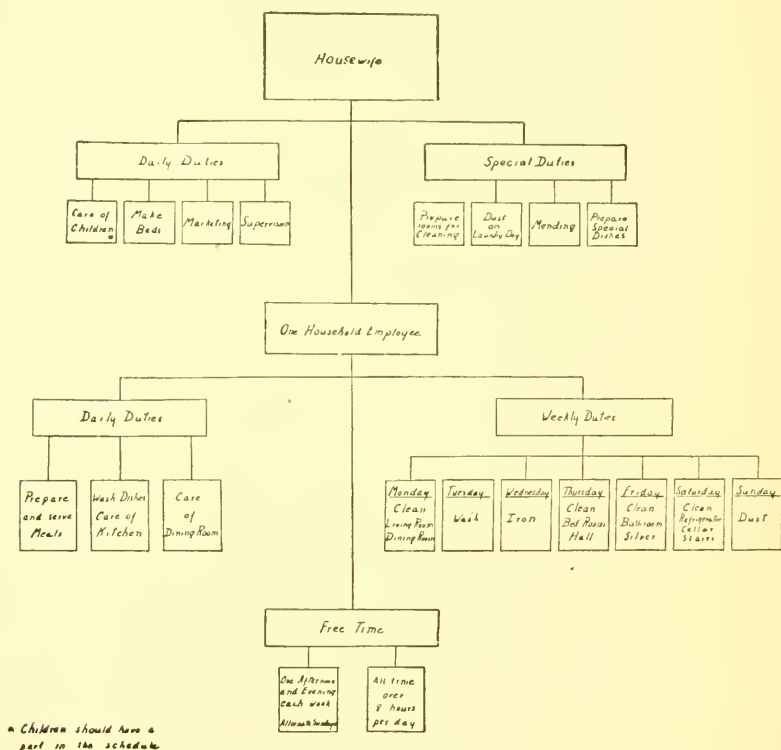 Housewife
Daily Duties
Care of
Children *
Make
Beds
Marketing
Supervision
Special Duties
Prepare
rooms for
Cleaning
Dust
on
Laundry Day
Mending
Prepare
Special
Dishes
One Household Employee
Daily Duties
Prepare
and serve
Meals
Wash Dishes
Care of
Kitchen
Care
of
Dining Room
Weekly Duties
Monday
Clean
Living Room
Dining Room
Tuesday
Wash
Wednesday
Iron
Thursday
Clean
Bed Room
Hall
Friday
Clean
Bathroom
Silver
Saturday
Clean
Refrigerator
Cellar
Stairs
Sunday
Dust
Free Time
One Afternoon
and Evening
each week
Alternate Sundays
All time
over
8 hours
per day
* Children should have a
part in the schedule